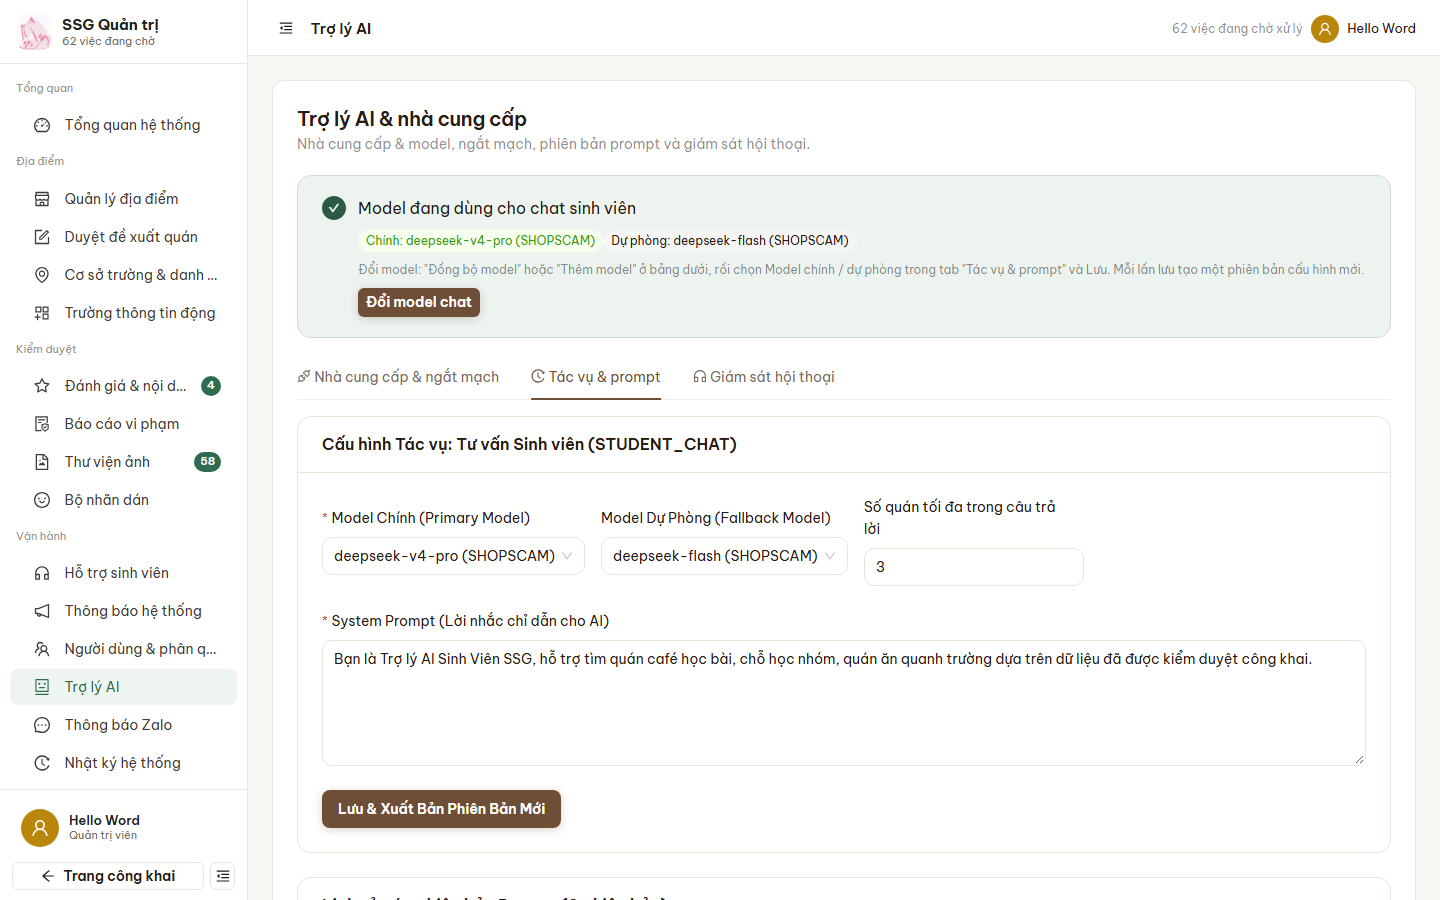 SSG Quản trị
62 việc đang chờ
Tổng quan
Tổng quan hệ thống
Địa điểm
Quản lý địa điểm
Duyệt đề xuất quán
Cơ sở trường & danh ...
Trường thông tin động
Kiểm duyệt
Đánh giá & nội d... 4
Báo cáo vi phạm
Thư viện ảnh 58
Bộ nhãn dán
Vận hành
Hỗ trợ sinh viên
Thông báo hệ thống
Người dùng & phân q...
Trợ lý AI
Thông báo Zalo
Nhật ký hệ thống
Hello Word
Quản trị viên
Trang công khai
Trợ lý AI
62 việc đang chờ xử lý
Hello Word
Trợ lý AI & nhà cung cấp
Nhà cung cấp & model, ngắt mạch, phiên bản prompt và giám sát hội thoại.
Model đang dùng cho chat sinh viên
Chính: deepseek-v4-pro (SHOPSCAM) Dự phòng: deepseek-flash (SHOPSCAM)
Đổi model: "Đồng bộ model" hoặc "Thêm model" ở bảng dưới, rồi chọn Model chính / dự phòng trong tab "Tác vụ & prompt" và Lưu. Mỗi lần lưu tạo một phiên bản cấu hình mới.
Đổi model chat
Nhà cung cấp & ngắt mạch Tác vụ & prompt Giám sát hội thoại
Cấu hình Tác vụ: Tư vấn Sinh viên (STUDENT_CHAT)
* Model Chính (Primary Model)
deepseek-v4-pro (SHOPSCAM)
Model Dự Phòng (Fallback Model)
deepseek-flash (SHOPSCAM)
Số quán tối đa trong câu trả
lời
3
* System Prompt (Lời nhắc chỉ dẫn cho AI)
Bạn là Trợ lý AI Sinh Viên SSG, hỗ trợ tìm quán café học bài, chỗ học nhóm, quán ăn quanh trường dựa trên dữ liệu đã được kiểm duyệt công khai.
Lưu & Xuất Bản Phiên Bản Mới